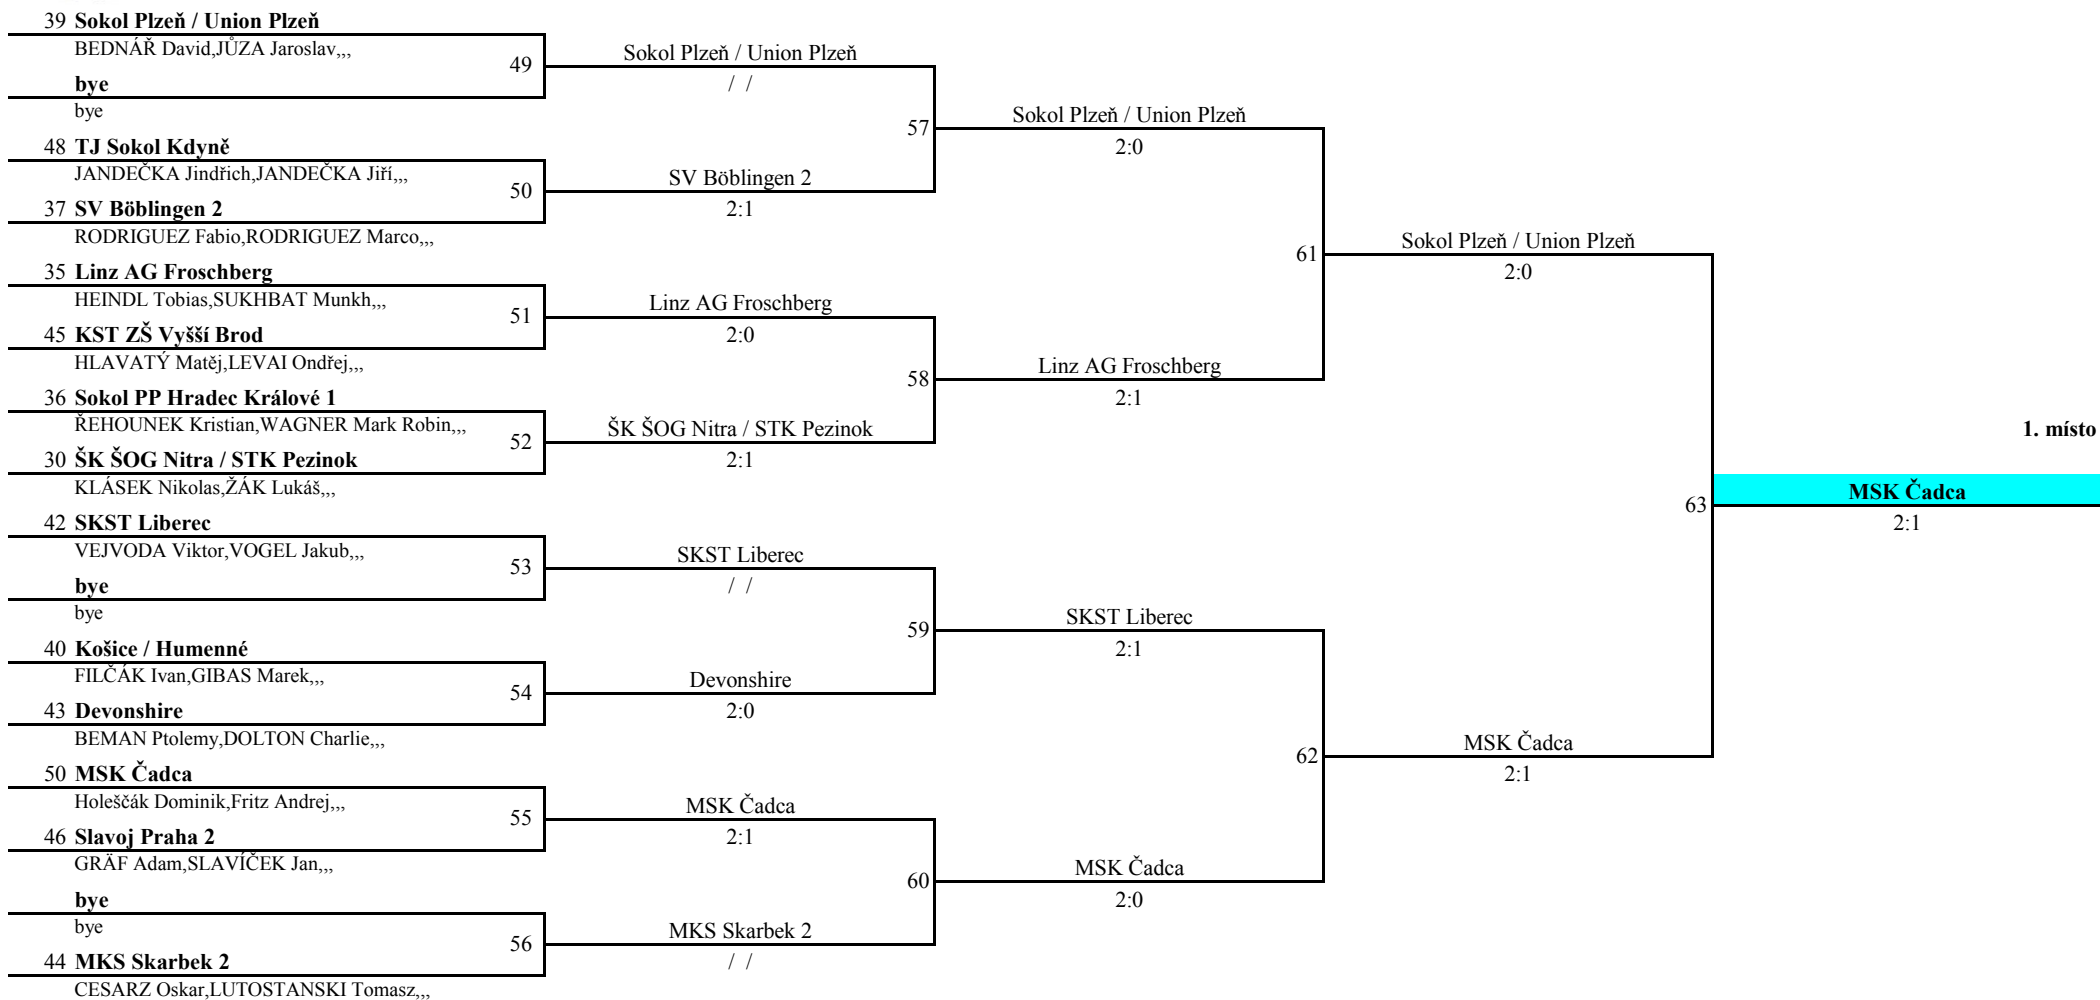 39 Sokol Plzeň / Union Plzeň
BEDNÁŘ David,JŮZA Jaroslav,,,
49
Sokol Plzeň / Union Plzeň
/ /
bye
bye
57
Sokol Plzeň / Union Plzeň
2:0
48 TJ Sokol Kdyně
JANDEČKA Jindřich,JANDEČKA Jiří,,,
50
SV Böblingen 2
2:1
37 SV Böblingen 2
RODRIGUEZ Fabio,RODRIGUEZ Marco,,,
61
Sokol Plzeň / Union Plzeň
2:0
35 Linz AG Froschberg
HEINDL Tobias,SUKHBAT Munkh,,,
51
Linz AG Froschberg
2:0
45 KST ZŠ Vyšší Brod
HLAVATÝ Matěj,LEVAI Ondřej,,,
58
Linz AG Froschberg
2:1
36 Sokol PP Hradec Králové 1
ŘEHOUNEK Kristian,WAGNER Mark Robin,,,
52
ŠK ŠOG Nitra / STK Pezinok
2:1
30 ŠK ŠOG Nitra / STK Pezinok
KLÁSEK Nikolas,ŽÁK Lukáš,,,
1. místo
63
MSK Čadca
2:1
42 SKST Liberec
VEJVODA Viktor,VOGEL Jakub,,,
53
SKST Liberec
/ /
bye
bye
59
SKST Liberec
2:1
40 Košice / Humenné
FILČÁK Ivan,GIBAS Marek,,,
54
Devonshire
2:0
43 Devonshire
BEMAN Ptolemy,DOLTON Charlie,,,
62
MSK Čadca
2:1
50 MSK Čadca
Holeščák Dominik,Fritz Andrej,,,
55
MSK Čadca
2:1
46 Slavoj Praha 2
GRÄF Adam,SLAVÍČEK Jan,,,
60
MSK Čadca
2:0
bye
bye
56
MKS Skarbek 2
/ /
44 MKS Skarbek 2
CESARZ Oskar,LUTOSTANSKI Tomasz,,,